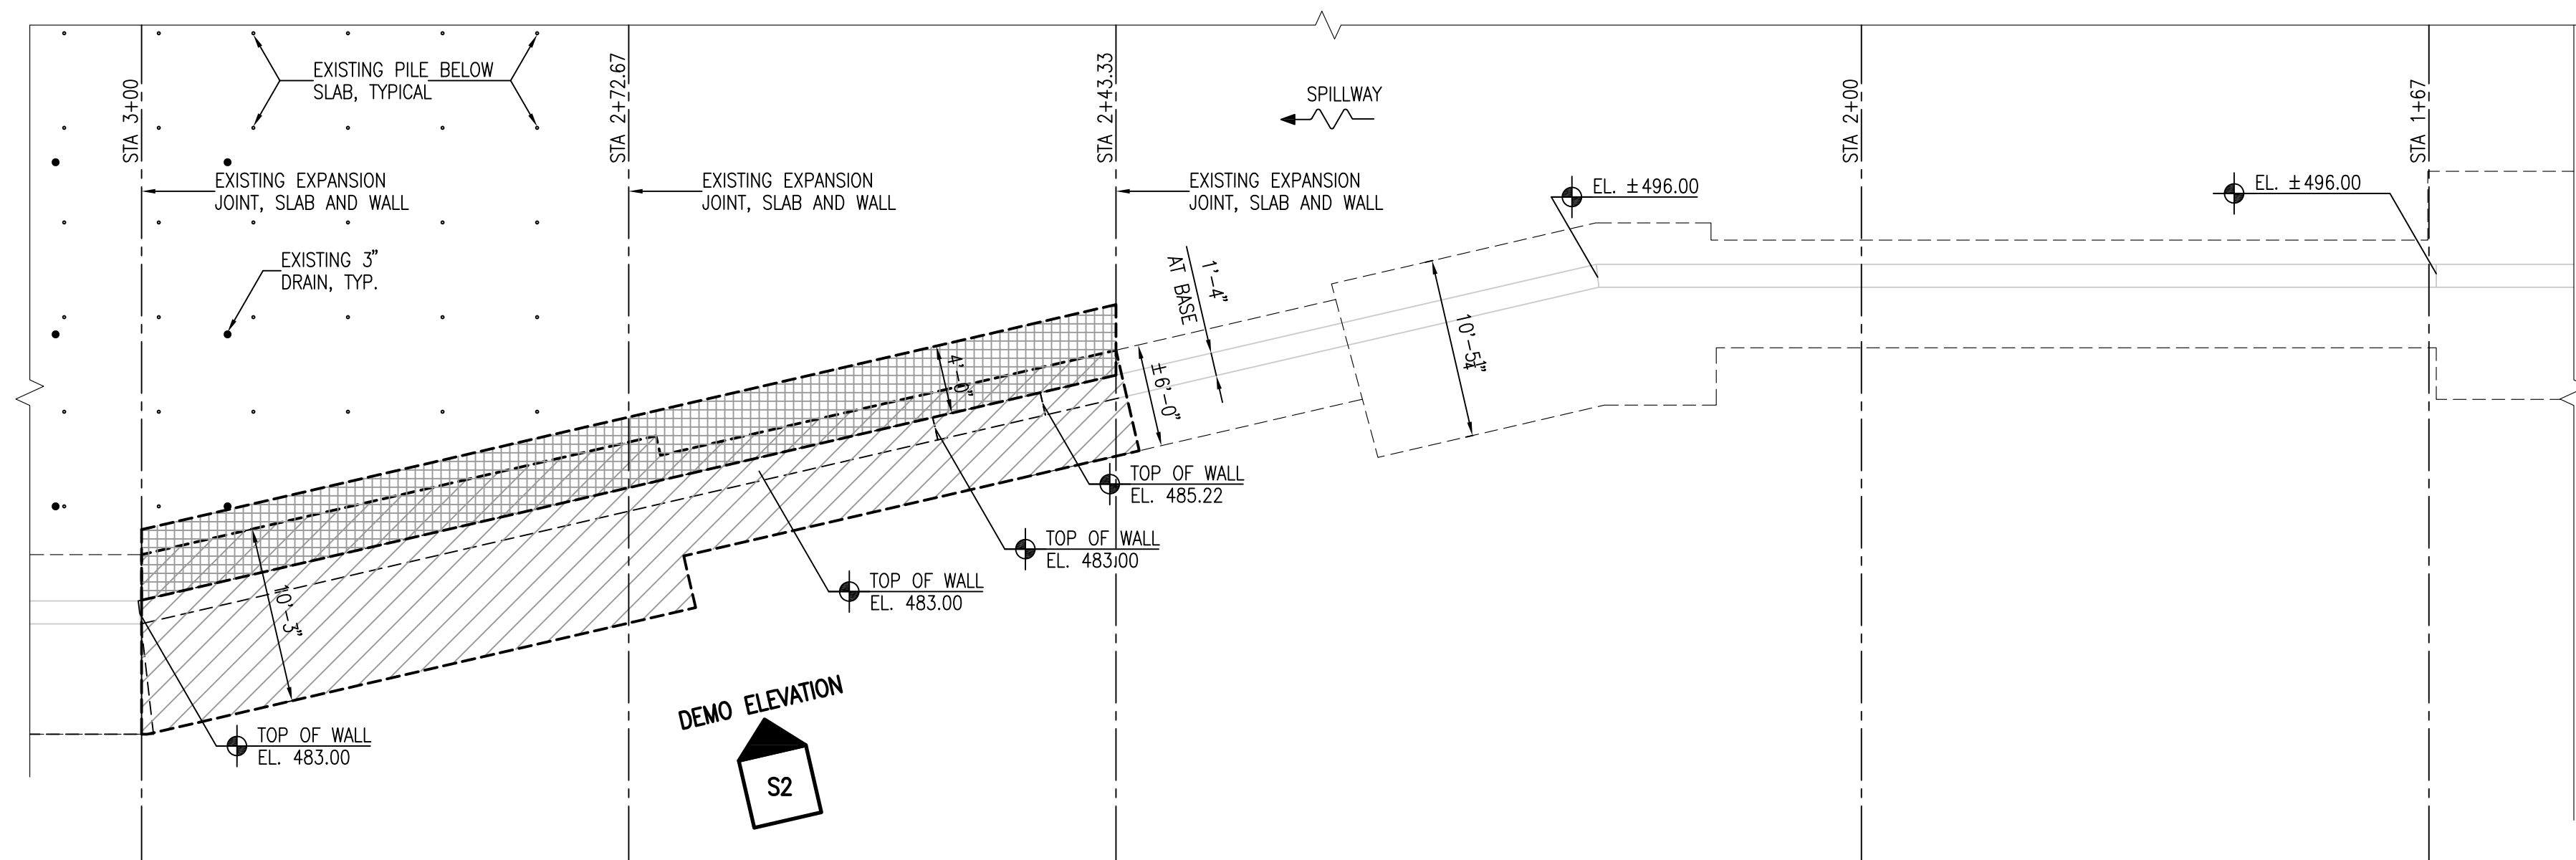 STA 3+00
STA 2+72.67
STA 2+43.33
STA 2+00
STA 1+67
EXISTING PILE BELOW
SLAB, TYPICAL
SPILLWAY
EXISTING EXPANSION
JOINT, SLAB AND WALL
EXISTING EXPANSION
JOINT, SLAB AND WALL
EXISTING EXPANSION
JOINT, SLAB AND WALL
EL. ±496.00
EL. ±496.00
EXISTING 3"
DRAIN, TYP.
1'-4"
AT BASE
10'-5¼"
4'-0"
±6'-0"
TOP OF WALL
EL. 485.22
TOP OF WALL
EL. 483.00
TOP OF WALL
EL. 483.00
10'-3"
TOP OF WALL
EL. 483.00
DEMO ELEVATION
S2